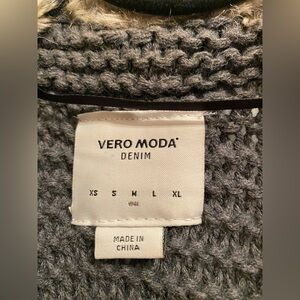 VERO MODA
DENIM
XS S M L XL
MADE IN
CHINA